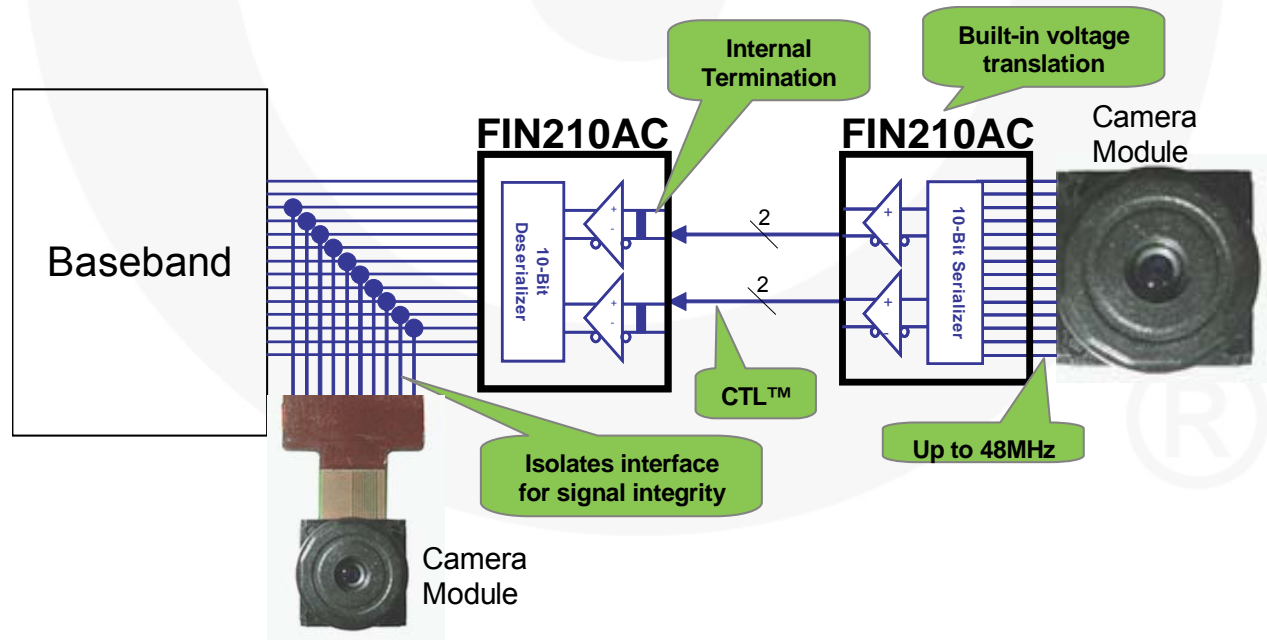 Internal
Termination
Built-in voltage
translation
FIN210AC
FIN210AC
Camera
Module
Baseband
10-Bit
Deserializer
+
-
+
-
2
2
+
-
+
-
10-Bit Serializer
CTL™
Up to 48MHz
Isolates interface
for signal integrity
Camera
Module
®